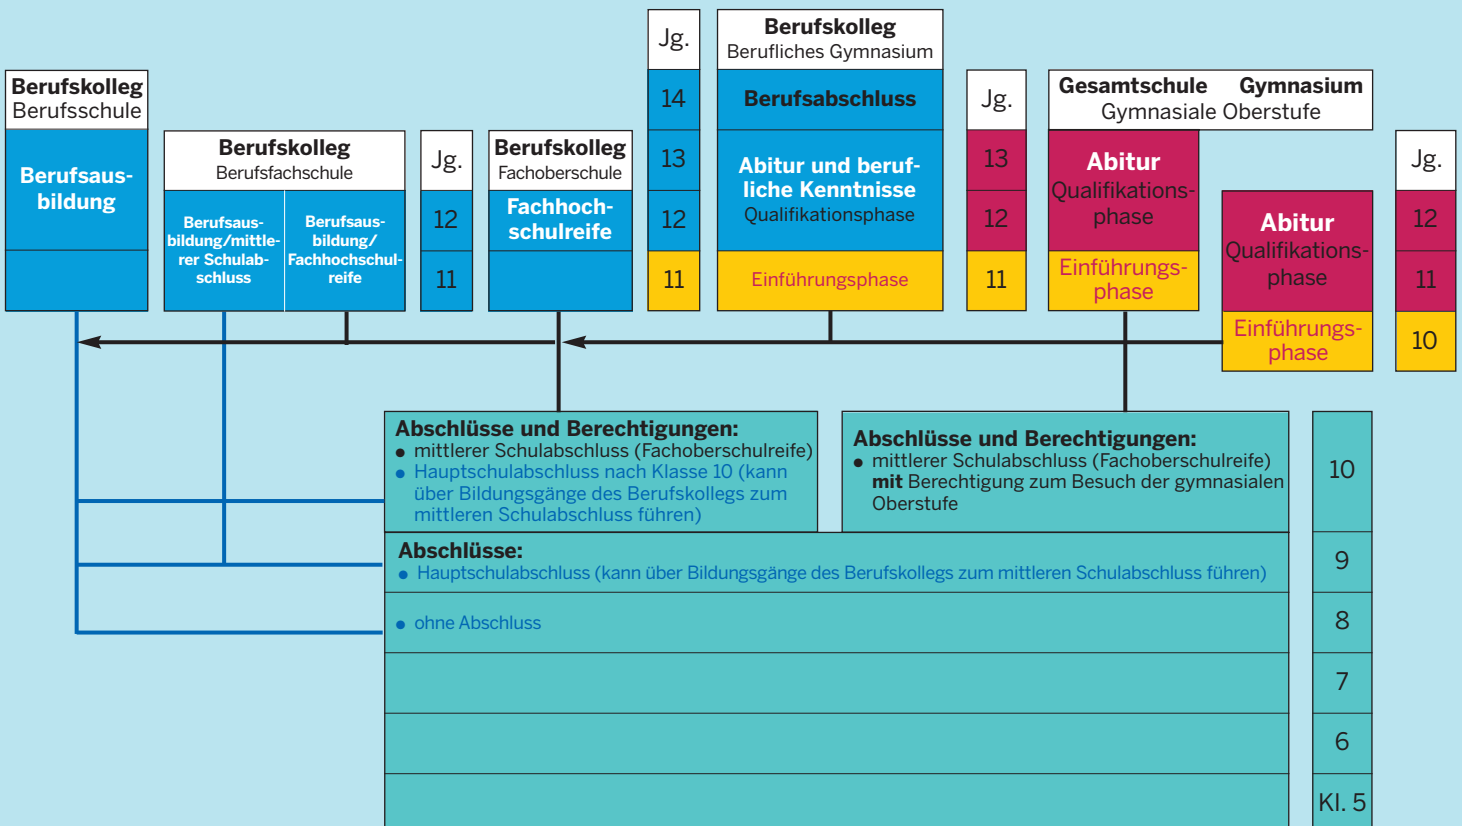 Berufskolleg
Berufsschule
Berufsaus-
bildung
Berufskolleg
Berufsfachschule
Berufsaus-
bildung/mittle-
rer Schulab-
schluss
Berufsaus-
bildung/
Fachhochschul-
reife
Jg.
12
11
Berufskolleg
Fachoberschule
Fachhoch-
schulreife
Jg.
14
13
12
11
Berufskolleg
Berufliches Gymnasium
Berufsabschluss
Abitur und beruf-
liche Kenntnisse
Qualifikationsphase
Einführungsphase
Jg.
13
12
11
Gesamtschule Gymnasium
Gymnasiale Oberstufe
Abitur
Qualifikations-
phase
Einführungs-
phase
Abitur
Qualifikations-
phase
Einführungs-
phase
Jg.
12
11
10
Abschlüsse und Berechtigungen:
• mittlerer Schulabschluss (Fachoberschulreife)
• Hauptschulabschluss nach Klasse 10 (kann
über Bildungsgänge des Berufskollegs zum
mittleren Schulabschluss führen)
Abschlüsse und Berechtigungen:
• mittlerer Schulabschluss (Fachoberschulreife)
mit Berechtigung zum Besuch der gymnasialen
Oberstufe
10
Abschlüsse:
• Hauptschulabschluss (kann über Bildungsgänge des Berufskollegs zum mittleren Schulabschluss führen)
9
• ohne Abschluss
8
7
6
Kl. 5